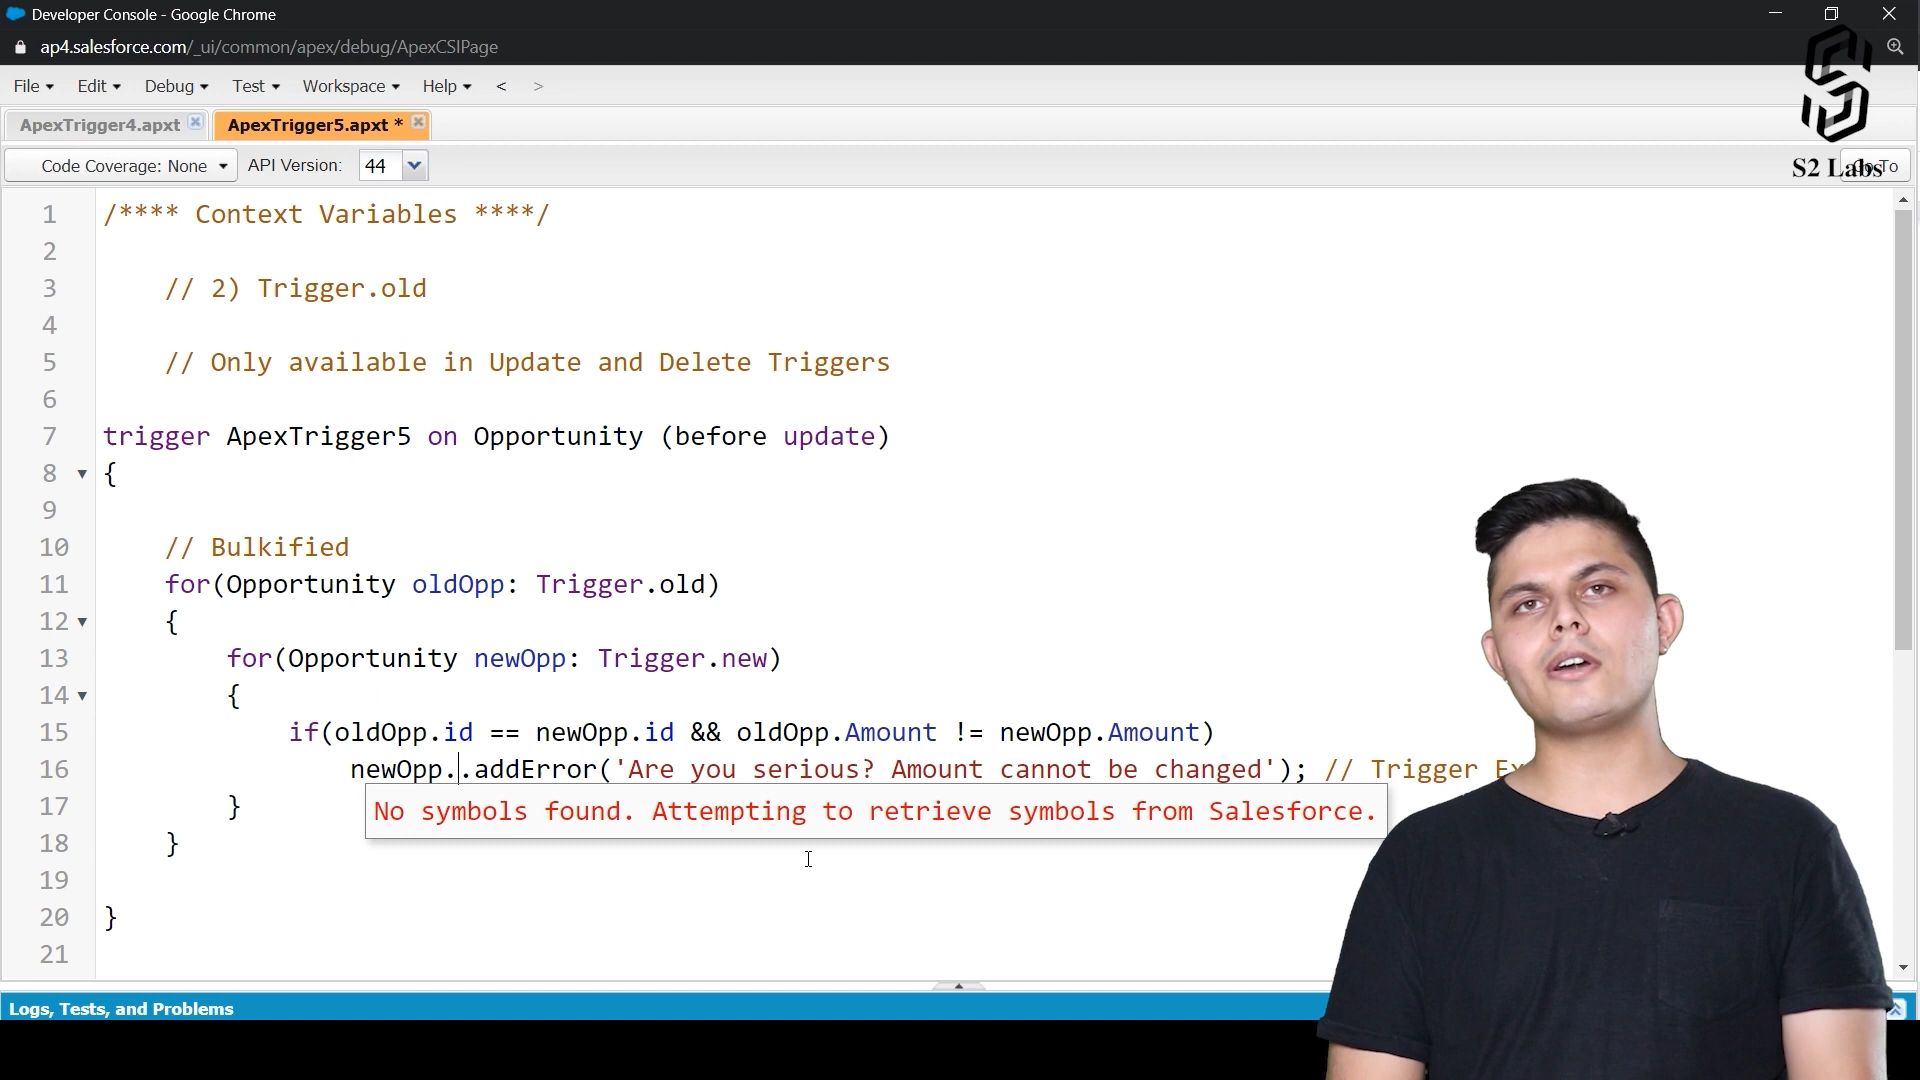 Developer Console - Google Chrome
ap4.salesforce.com/_ui/common/apex/debug/ApexCSIPage
File Edit Debug Test Workspace Help < >
ApexTrigger4.apxt ApexTrigger5.apxt *
Code Coverage: None API Version: 44
S2 Labs
Go To
1 /**** Context Variables ****/
2
3 // 2) Trigger.old
4
5 // Only available in Update and Delete Triggers
6
7 trigger ApexTrigger5 on Opportunity (before update)
8 {
9
10 // Bulkified
11 for(Opportunity oldOpp: Trigger.old)
12 {
13 for(Opportunity newOpp: Trigger.new)
14 {
15 if(oldOpp.id == newOpp.id && oldOpp.Amount != newOpp.Amount)
16 newOpp..addError('Are you serious? Amount cannot be changed'); // Trigger
17 }
No symbols found. Attempting to retrieve symbols from Salesforce.
18 }
19
20 }
21
Logs, Tests, and Problems